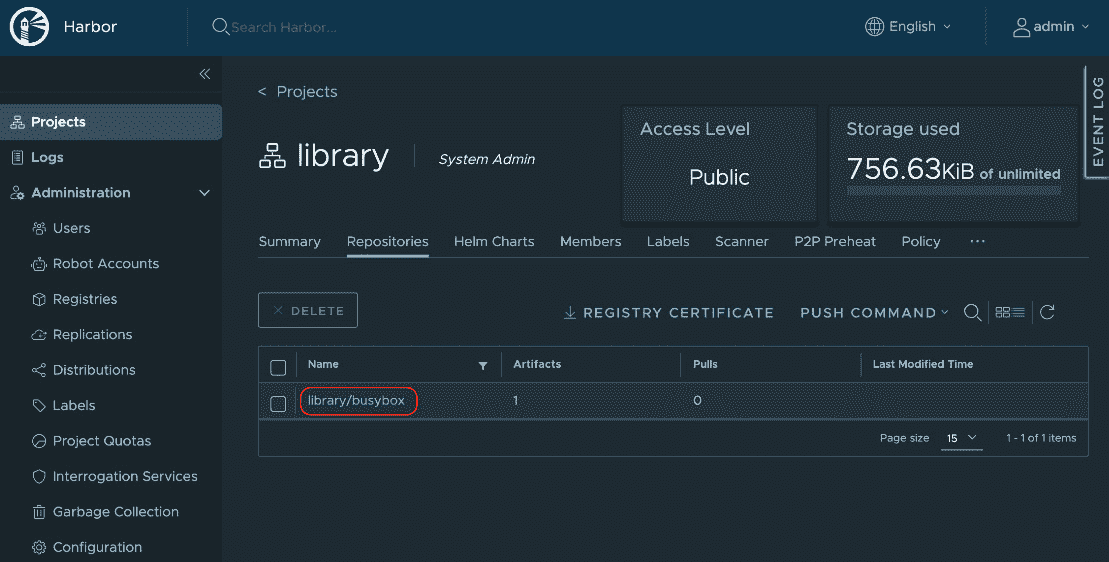 Harbor
Search Harbor...
English
admin
Projects
Logs
Administration
Users
Robot Accounts
Registries
Replications
Distributions
Labels
Project Quotas
Interrogation Services
Garbage Collection
Configuration
< Projects
library
System Admin
Access Level
Public
Storage used
756.63KiB of unlimited
EVENT LOG
Summary Repositories Helm Charts Members Labels Scanner P2P Preheat Policy ...
DELETE REGISTRY CERTIFICATE PUSH COMMAND
Name Artifacts Pulls Last Modified Time
library/busybox 1 0
Page size 15 1 - 1 of 1 items